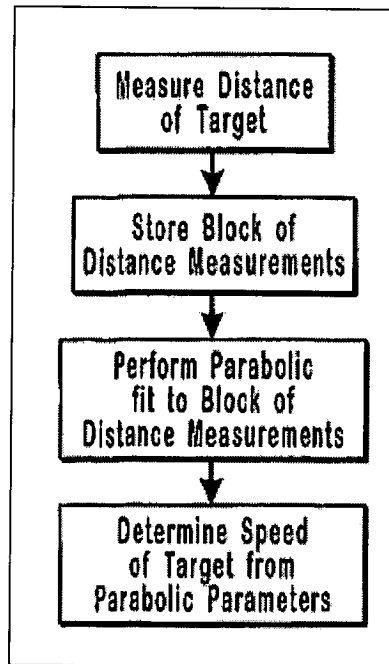 Measure Distance
of Target
Store Block of
Distance Measurements
Perform Parabolic
fit to Block of
Distance Measurements
Determine Speed
of Target from
Parabolic Parameters